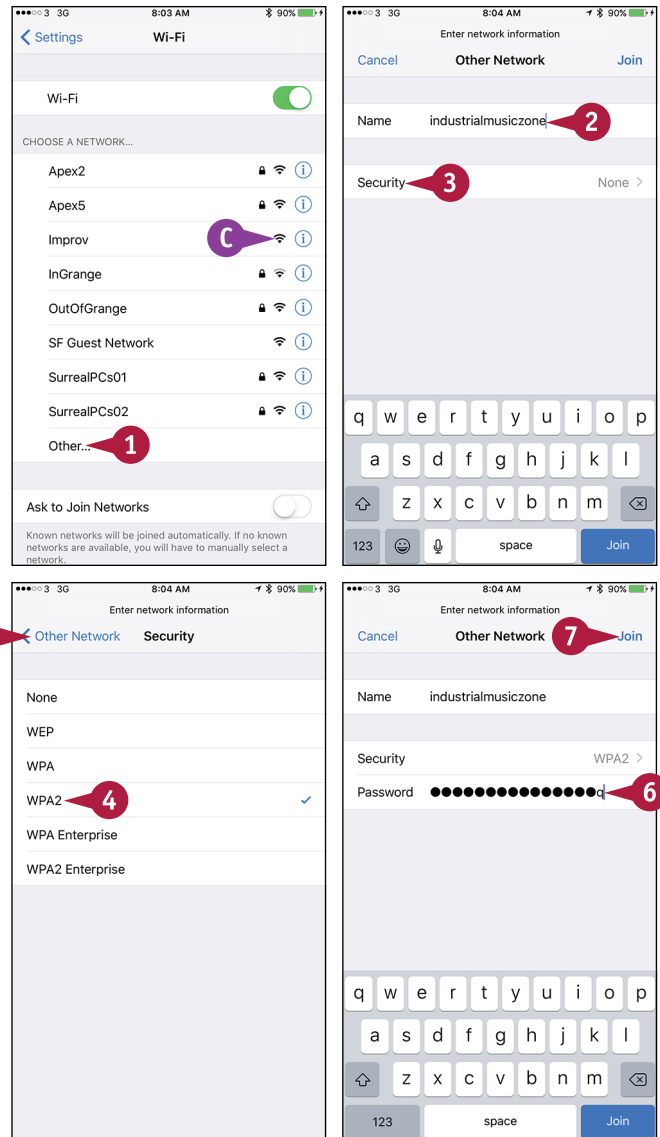 3 3G 8:03 AM 90%
Settings Wi-Fi
Wi-Fi
CHOOSE A NETWORK...
Apex2
Apex5
Improv C
InGrange
OutOfGrange
SF Guest Network
SurrealPCs01
SurrealPCs02
Other... 1
Ask to Join Networks
Known networks will be joined automatically. If no known
networks are available, you will have to manually select a
network.
3 3G 8:04 AM 90%
Enter network information
Cancel Other Network Join
Name industrialmusiczone 2
Security 3 None
q w e r t y u i o p
a s d f g h j k l
z x c v b n m
123 space Join
3 3G 8:04 AM 90%
Enter network information
Other Network Security
None
WEP
WPA
WPA2 4
WPA Enterprise
WPA2 Enterprise
3 3G 8:04 AM 90%
Enter network information
Cancel Other Network 7 Join
Name industrialmusiczone
Security WPA2
Password ●●●●●●●●●●●●●●●q 6
q w e r t y u i o p
a s d f g h j k l
z x c v b n m
123 space Join